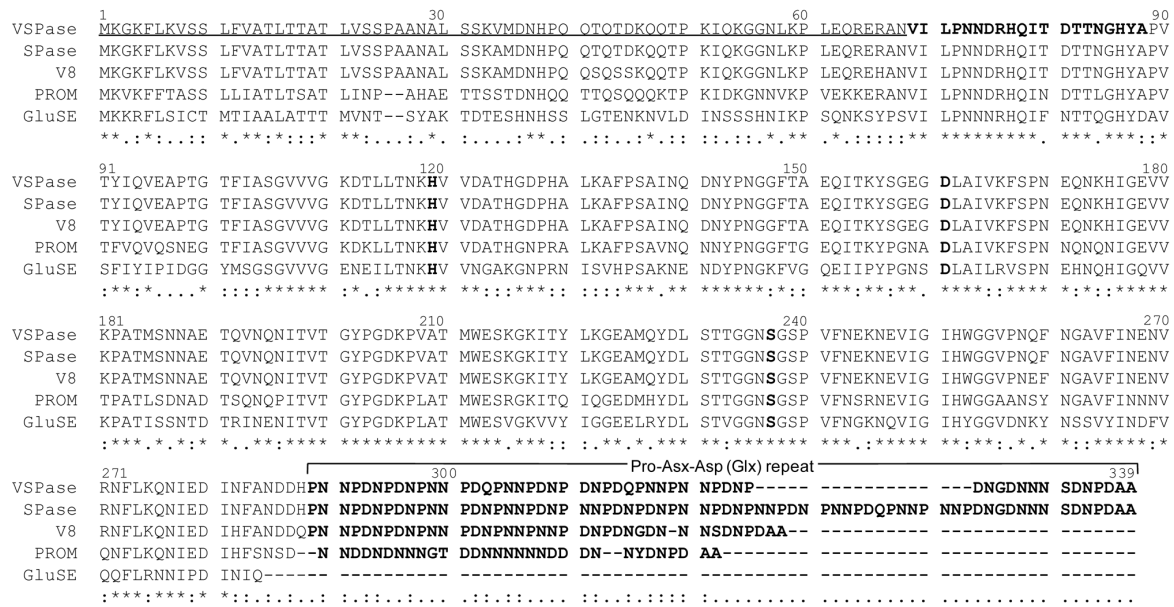 1 30 60 90
VSPase MKGKFLKVSS LFVATLTTAT LVSSPAANAL SSKVMDNHPQ QTQTDKQQTP KIQKGGNLKP LEQRERANVI LPNNDRHQIT DTTNGHYAPV
SPase MKGKFLKVSS LFVATLTTAT LVSSPAANAL SSKAMDNHPQ QTQTDKQQTP KIQKGGNLKP LEQRERANVI LPNNDRHQIT DTTNGHYAPV
V8 MKGKFLKVSS LFVATLTTAT LVSSPAANAL SSKAMDNHPQ QSQSSKQQTP KIQKGGNLKP LEQREHANVI LPNNDRHQIT DTTNGHYAPV
PROM MKVKFFTASS LLIATLTSAT LINP--AHAE TTSSTDNHQQ TTQSQQQKTP KIDKGNNVKP VEKKERANVI LPNNDRHQIN DTTLGHYAPV
GluSE MKKRFLSICT MTIAALATTT MVNT--SYAK TDTESHNHSS LGTENKNVLD INSSSHNIKP SQNKSYPSVI LPNNNRHQIF NTTQGHYDAV
91 120 150 180
VSPase TYIQVEAPTG TFIASGVVVG KDTLLTNKHV VDATHGDPHA LKAFPSAINQ DNYPNGGFTA EQITKYSGEG DLAIVKFSPN EQNKHIGEVV
SPase TYIQVEAPTG TFIASGVVVG KDTLLTNKHV VDATHGDPHA LKAFPSAINQ DNYPNGGFTA EQITKYSGEG DLAIVKFSPN EQNKHIGEVV
V8 TYIQVEAPTG TFIASGVVVG KDTLLTNKHV VDATHGDPHA LKAFPSAINQ DNYPNGGFTA EQITKYSGEG DLAIVKFSPN EQNKHIGEVV
PROM TFVQVQSNEG TFIASGVVVG KDKLLTNKHV VDATHGNPRA LKAFPSAVNQ NNYPNGGFTG EQITKYPGNA DLAIVKFSPN NQNQNIGEVV
GluSE SFIYIPIDGG YMSGSGVVVG ENEILTNKHV VNGAKGNPRN ISVHPSAKNE NDYPNGKFVG QEIIPYPGNS DLAILRVSPN EHNQHIGQVV
181 210 240 270
VSPase KPATMSNNAE TQVNQNITVT GYPGDKPVAT MWESKGKITY LKGEAMQYDL STTGGNSGSP VFNEKNEVIG IHWGGVPNQF NGAVFINENV
SPase KPATMSNNAE TQVNQNITVT GYPGDKPVAT MWESKGKITY LKGEAMQYDL STTGGNSGSP VFNEKNEVIG IHWGGVPNQF NGAVFINENV
V8 KPATMSNNAE TQVNQNITVT GYPGDKPVAT MWESKGKITY LKGEAMQYDL STTGGNSGSP VFNEKNEVIG IHWGGVPNEF NGAVFINENV
PROM TPATLSDNAD TSQNQPITVT GYPGDKPLAT MWESRGKITQ IQGEDMHYDL STTGGNSGSP VFNSRNEVIG IHWGGAANSY NGAVFINNNV
GluSE KPATISSNTD TRINENITVT GYPGDKPLAT MWESVGKVVY IGGEELRYDL STVGGNSGSP VFNGKNQVIG IHYGGVDNKY NSSVYINDFV
Pro-Asx-Asp (Glx) repeat
271 300 339
VSPase RNFLKQNIED INFANDDHPN NPDNPDNPNN PDQPNNPDNP DNPDQPNNPN NPDNP----- ---------- -----DNGDNNN SDNPDAA
SPase RNFLKQNIED INFANDDHPN NPDNPDNPNN PDQPNNPDNP DNPDQPNNPN NPDNPNNPDN PNNPDQPNNP NNPDNGDNNN SDNPDAA
V8 RNFLKQNIED IHFANDDQPN NPDNPDNPNN PDNPNNPNNP DNPDNGDN-N NSDNPDAA-- ---------- ---------- -------
PROM QNFLKQNIED IHFSNSD--N NDDNDNNNGT DDNNNNNNDD DN--NYDNPD AA-------- ---------- ---------- -------
GluSE QQFLRNNIPD INIQ------ ---------- ---------- ---------- ---------- ---------- ---------- -------